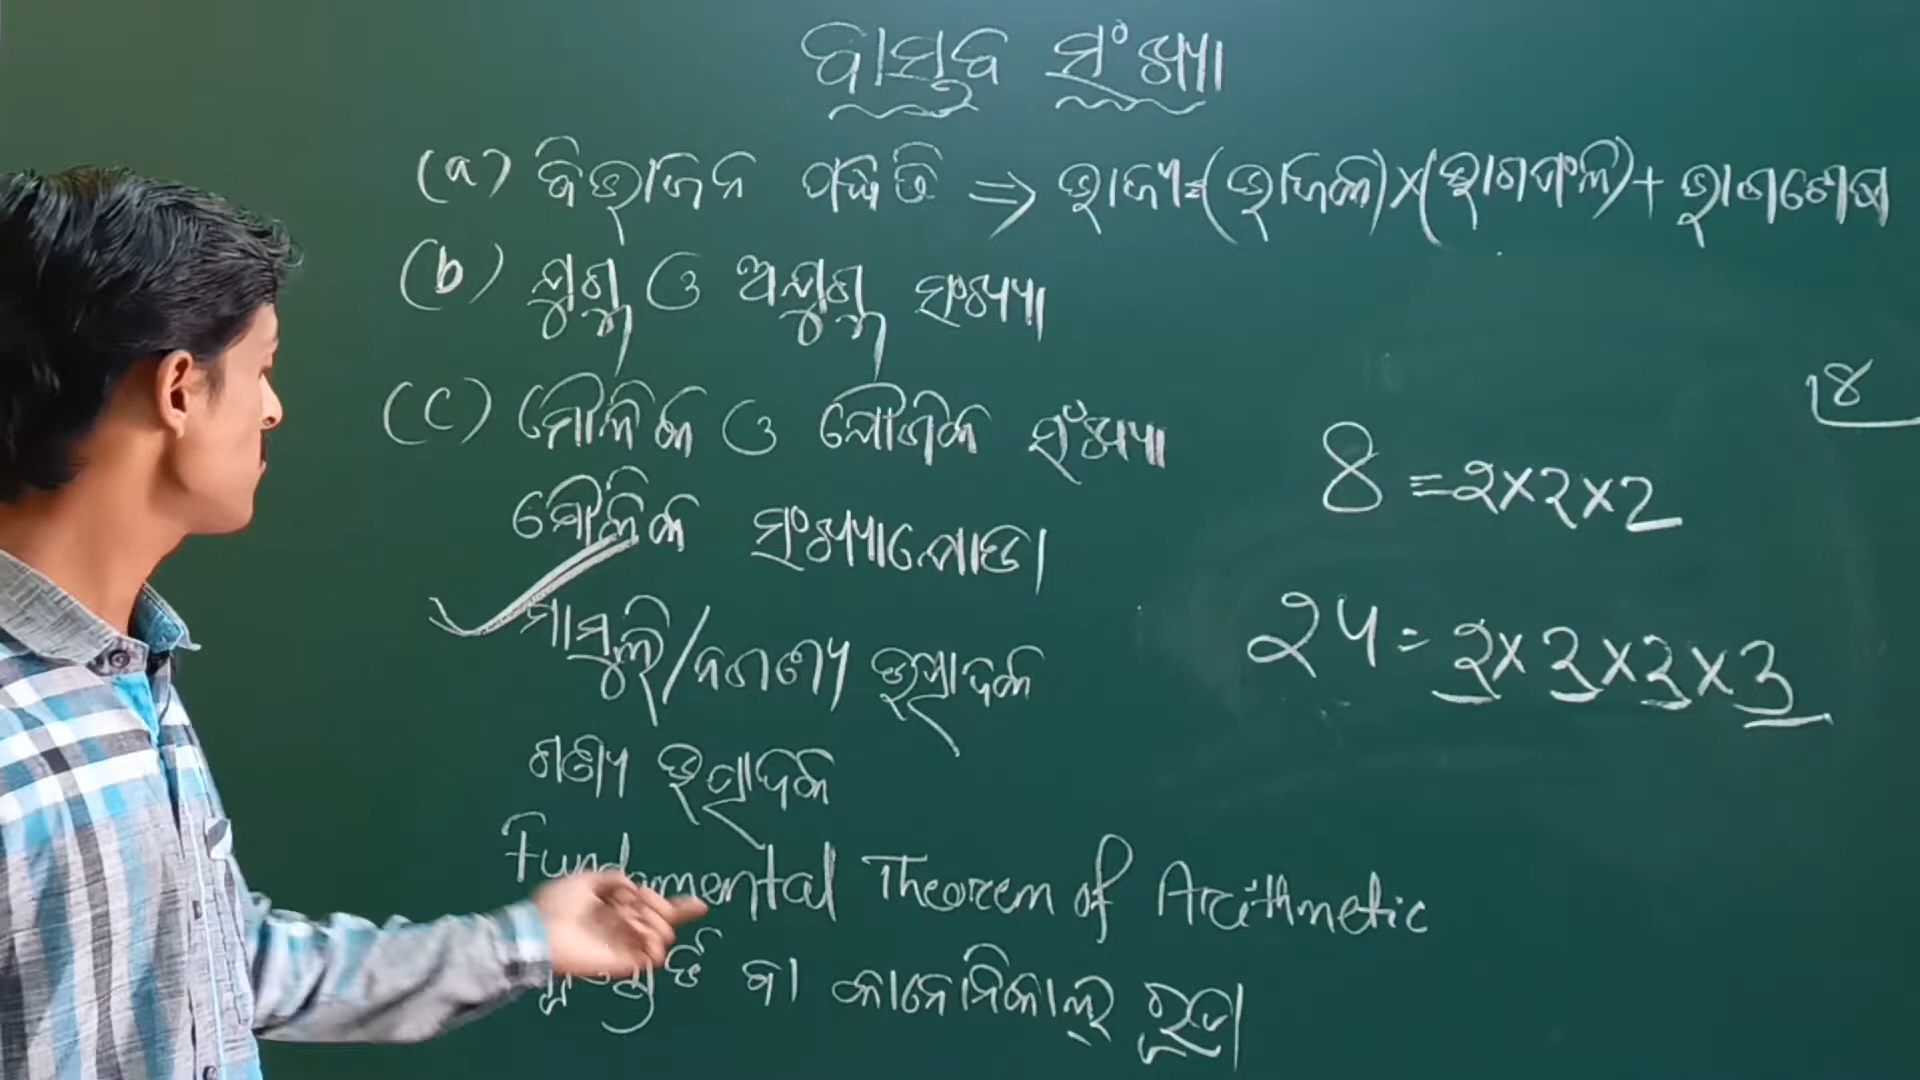 ବାସ୍ତବ ସଂଖ୍ୟା
(a) ବିଭାଜନ ପଦ୍ଧତି ⇒ ଭାଜ୍ୟ=(ଭାଜକ)×(ଭାଗଫଳ)+ ଭାଗଶେଷ
(b) ଯୁଗ୍ମ ଓ ଅଯୁଗ୍ମ ସଂଖ୍ୟା
(c) ମୌଳିକ ଓ ଯୌଗିକ ସଂଖ୍ୟା
ମୌଳିକ ସଂଖ୍ୟାଯୋଡା
ମାମୁଲି/ନଗଣ୍ୟ ଉତ୍ପାଦକ
ଗଣ୍ୟ ଉତ୍ପାଦକ
Fundamental Theorem of Arithmetic
ବା କାନୋନିକାଲ୍ ରୂପ
8 =2×2×2
24 = 2×3×3×3
8